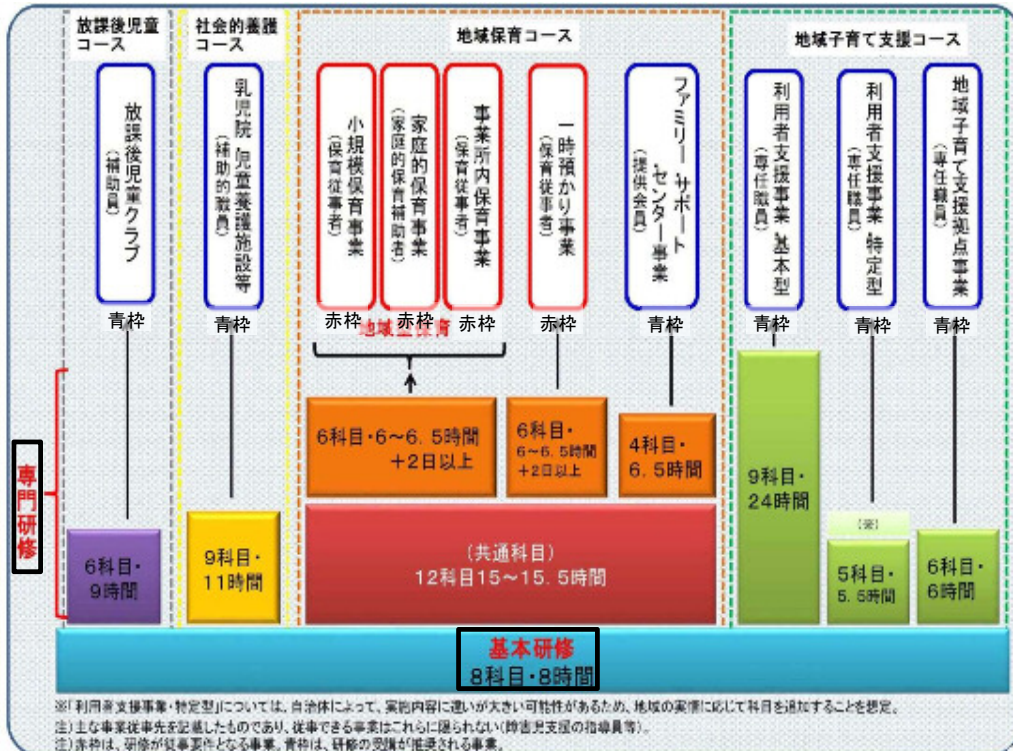 放課後児童
コース
社会的養護
コース
地域保育コース
地域子育て支援コース
放課後児童クラブ
(補助員)
乳児院・児童養護施設等
(補助的職員)
小規模保育事業
(保育従事者)
家庭的保育事業
(家庭的保育補助者)
事業所内保育事業
(保育従事者)
一時預かり事業
(保育従事者)
ファミリー・サポート
・センター事業
(提供会員)
利用者支援事業・基本型
(専任職員)
利用者支援事業・特定型
(専任職員)
地域子育て支援拠点事業
(専任職員)
青枠
青枠
赤枠
赤枠
赤枠
赤枠
青枠
青枠
青枠
青枠
地域型保育
専門研修
6科目・
9時間
9科目・
11時間
6科目・6～6.5時間
+2日以上
6科目・
6～6.5時間
+2日以上
4科目・
6.5時間
(共通科目)
12科目15～15.5時間
9科目・
24時間
(※)
5科目・
5.5時間
6科目・
6時間
基本研修
8科目・8時間
※「利用者支援事業・特定型」については、自治体によって、実施内容に違いが大きい可能性があるため、地域の実情に応じて科目を追加することを想定。
注)主な事業従事先を記載したものであり、従事できる事業はこれらに限られない(障害児支援の指導員等)。
注)赤枠は、研修が従事要件となる事業。青枠は、研修の受講が推奨される事業。